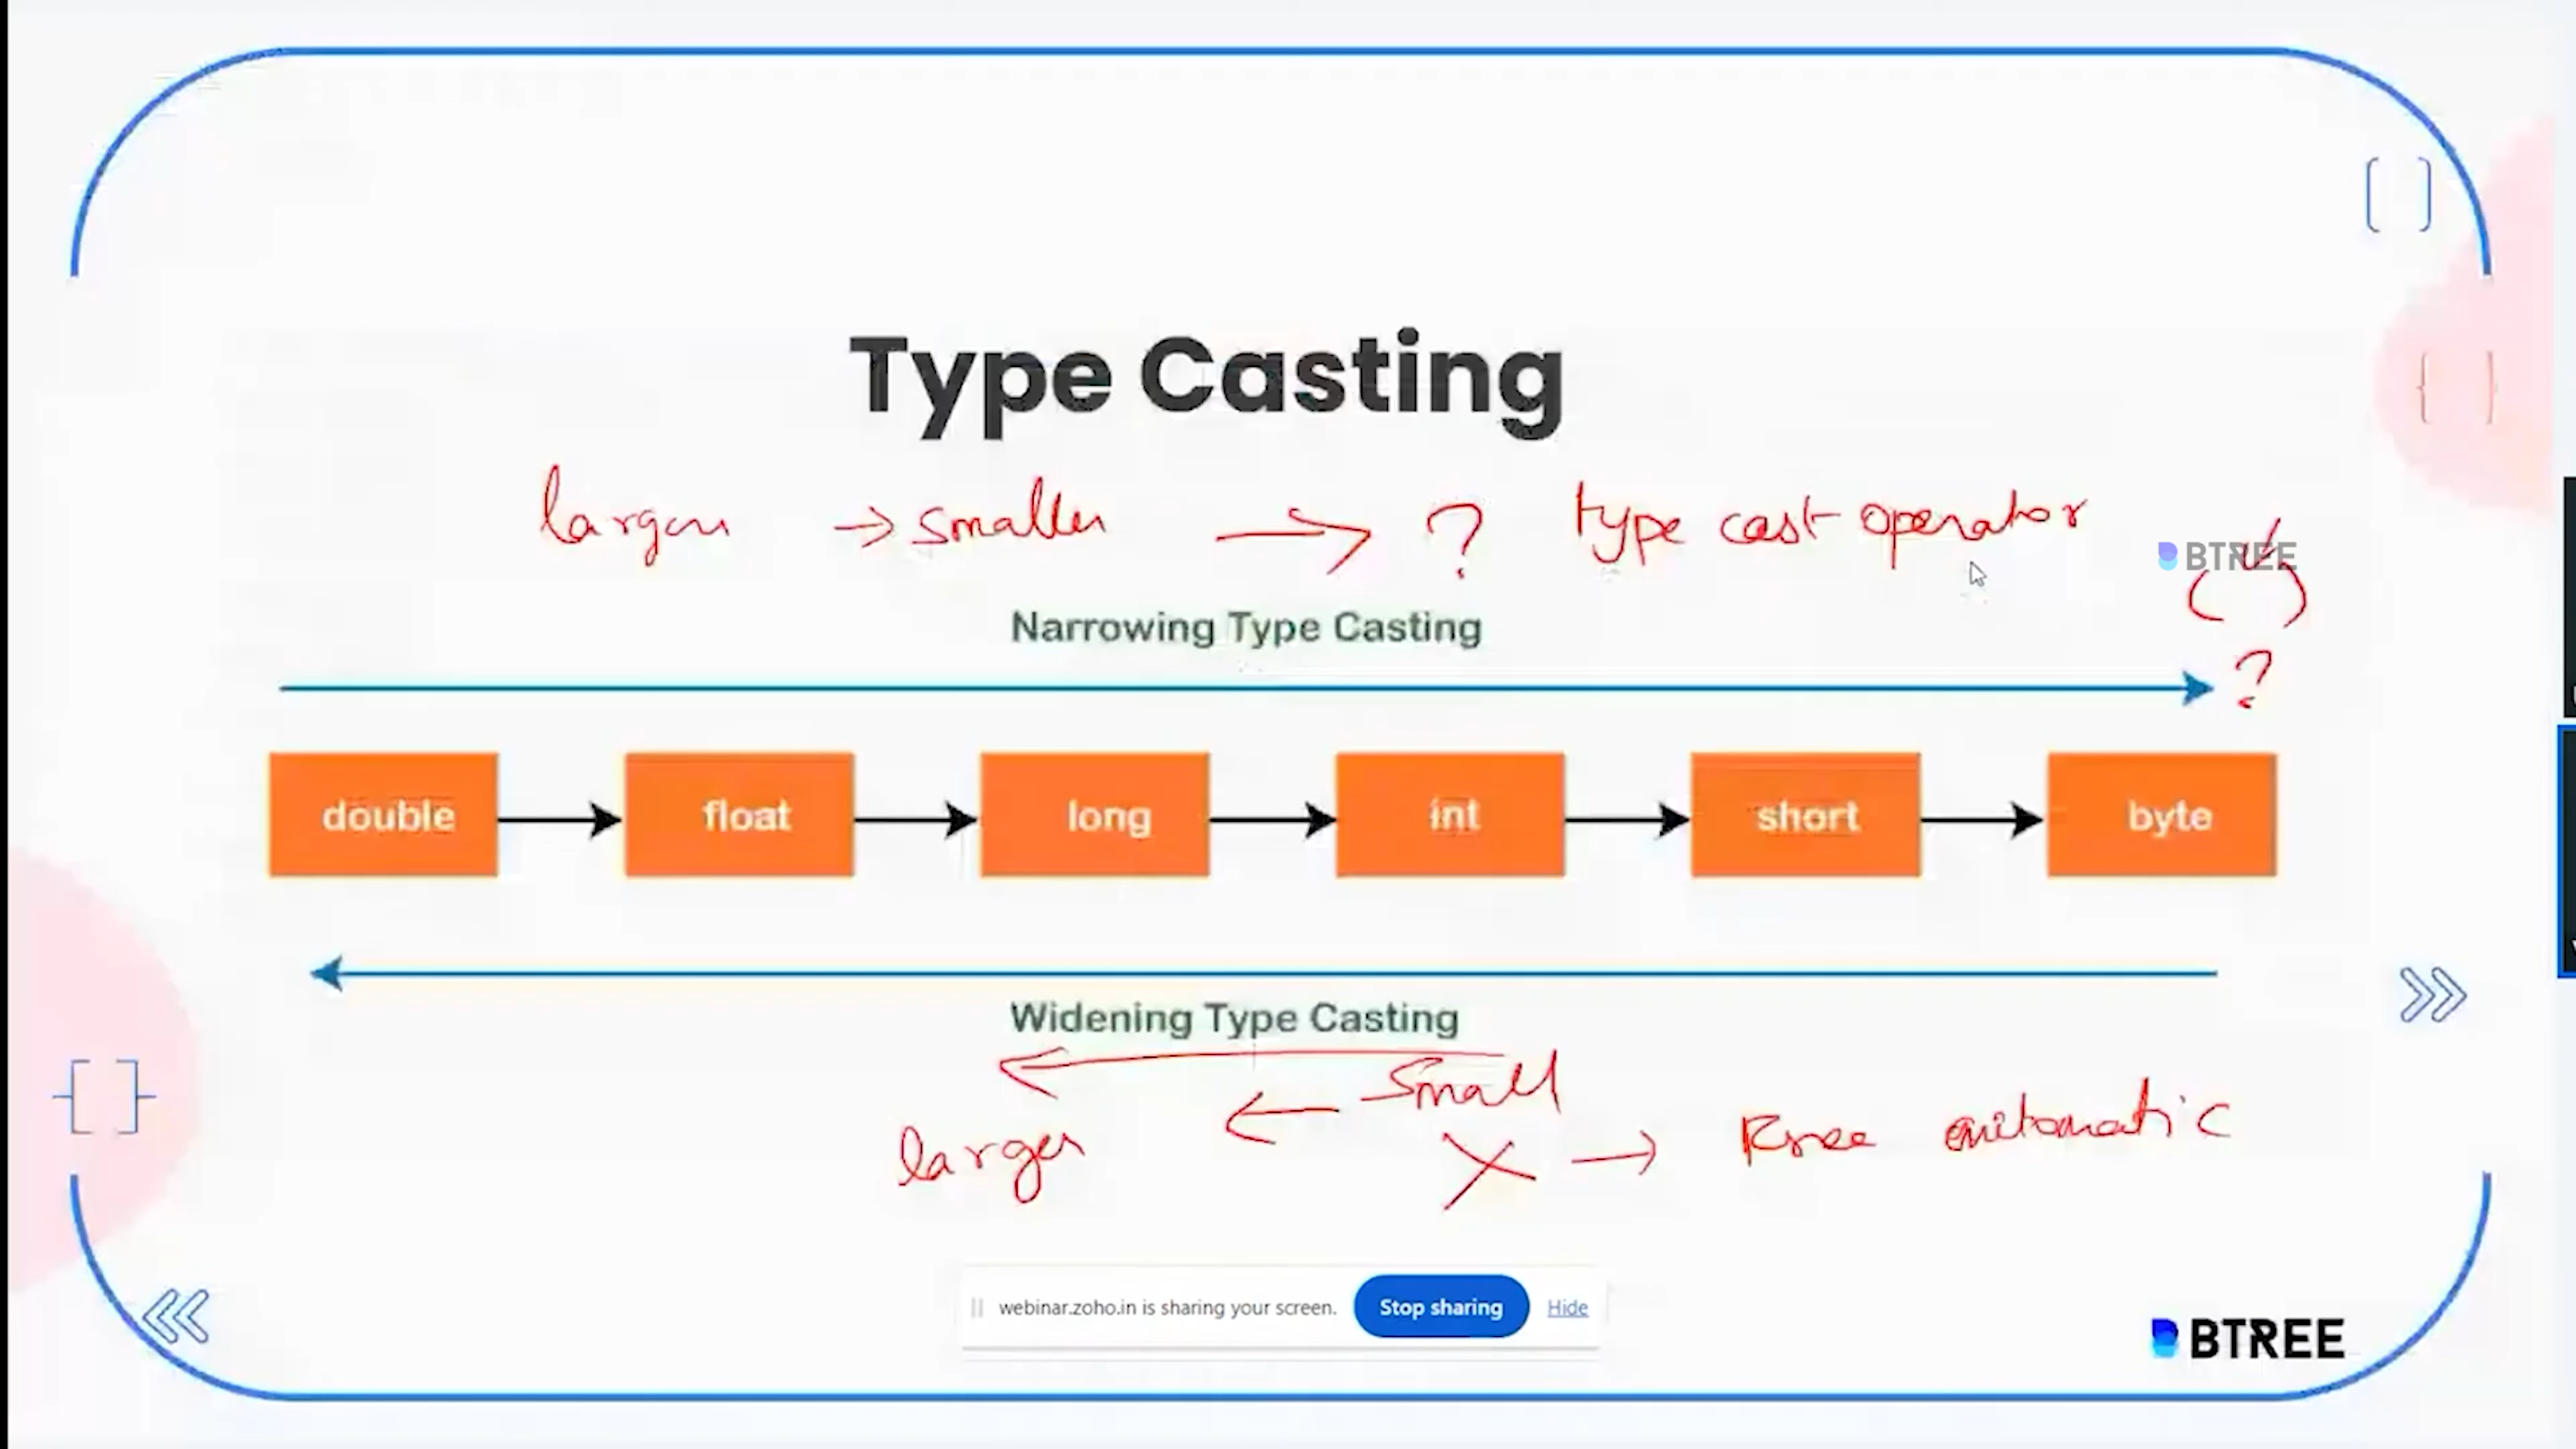 [ ]
Type Casting
{ }
larger → smaller → ? type cast operator
BTREE
( )
Narrowing Type Casting
?
double float long int short byte
Widening Type Casting
larger ← Small
X → automatic
webinar.zoho.in is sharing your screen. Stop sharing Hide
BTREE